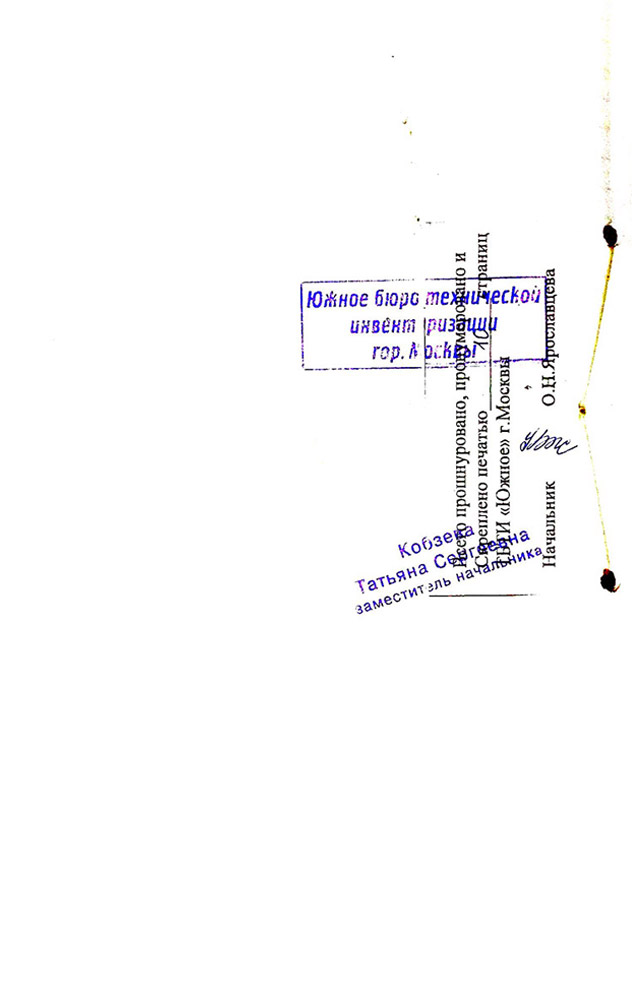 Южное бюро технической
инвентаризации
гор. Москвы
Всего прошнуровано, пронумеровано и
Скреплено печатью 10 страниц
ТБТИ «Южное» г.Москвы
Начальник О.Н.Ярославцева
Кобзева
Татьяна Сергеевна
заместитель начальника